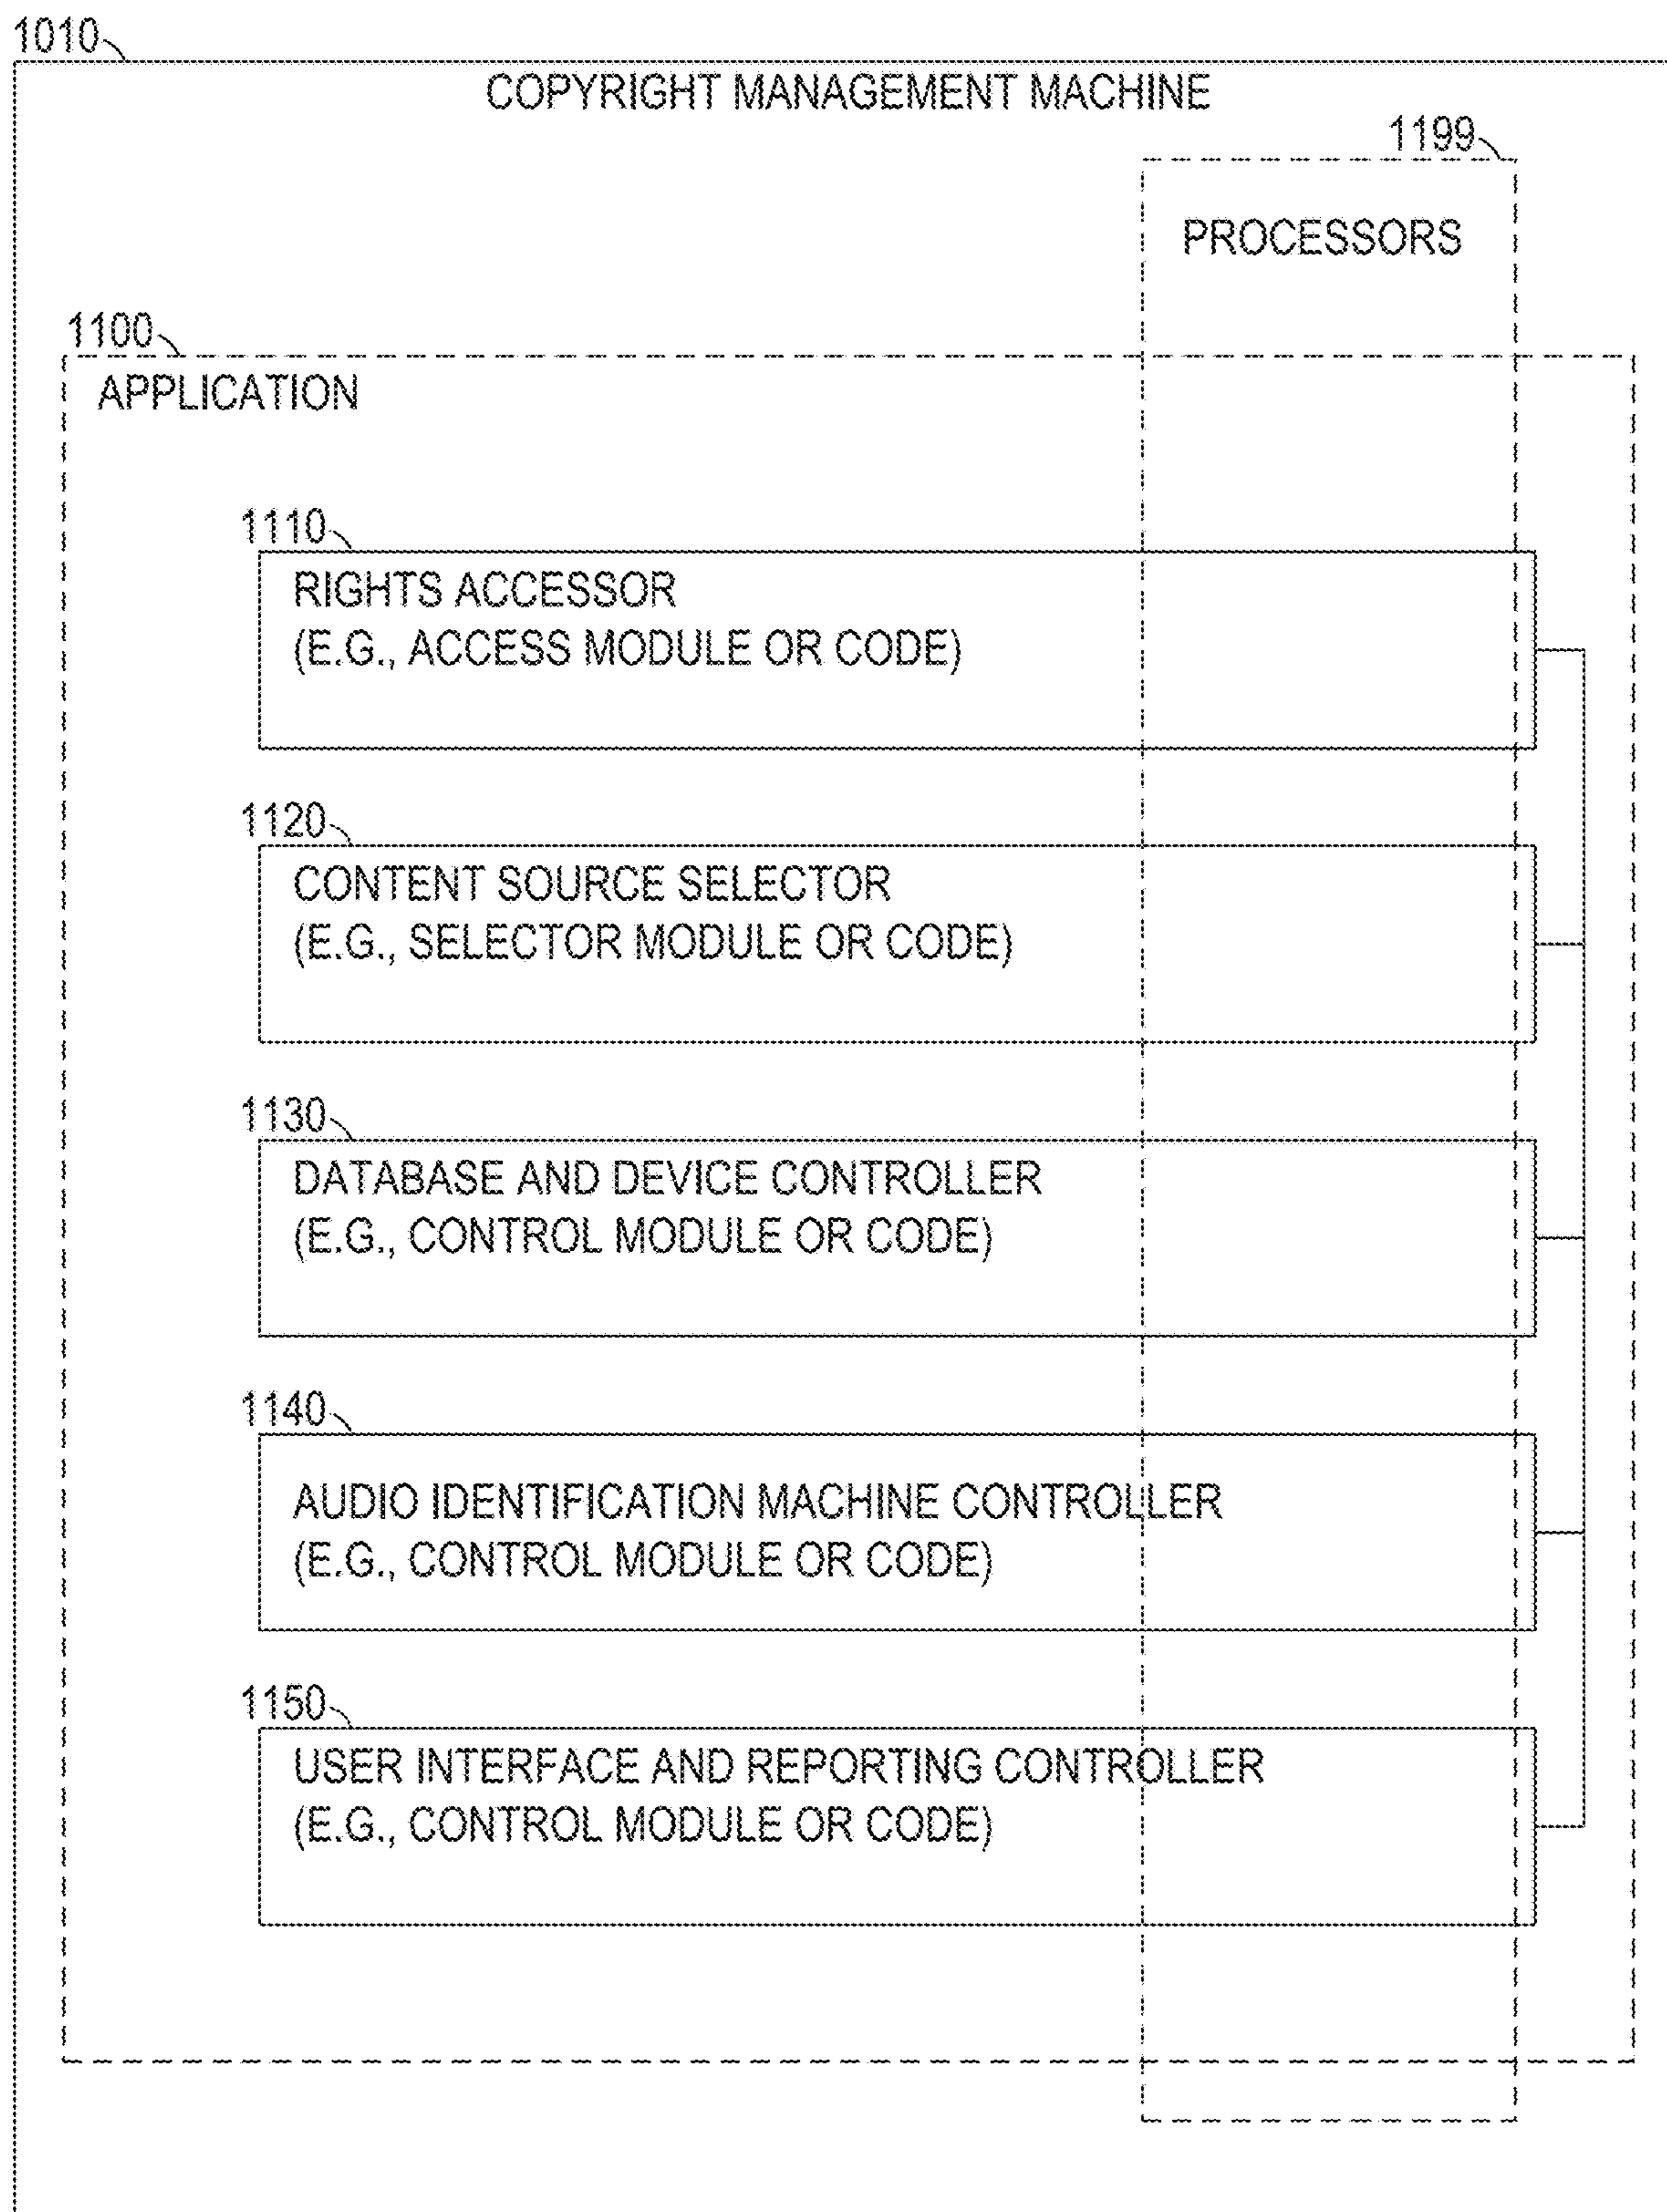 1010
COPYRIGHT MANAGEMENT MACHINE
1199
PROCESSORS
1100
APPLICATION
1110
RIGHTS ACCESSOR
(E.G., ACCESS MODULE OR CODE)
1120
CONTENT SOURCE SELECTOR
(E.G., SELECTOR MODULE OR CODE)
1130
DATABASE AND DEVICE CONTROLLER
(E.G., CONTROL MODULE OR CODE)
1140
AUDIO IDENTIFICATION MACHINE CONTROLLER
(E.G., CONTROL MODULE OR CODE)
1150
USER INTERFACE AND REPORTING CONTROLLER
(E.G., CONTROL MODULE OR CODE)